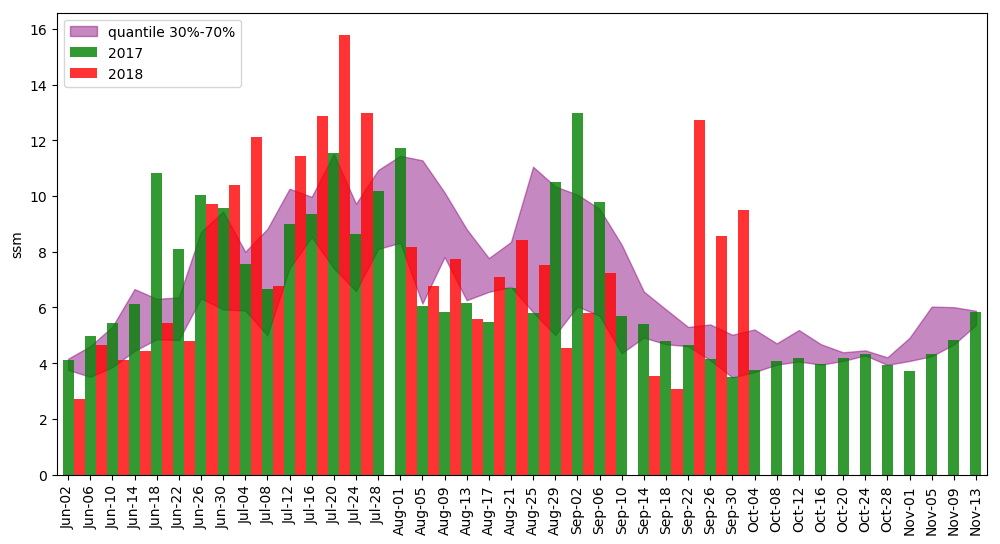 quantile 30%-70%
2017
2018
ssm
16
14
12
10
8
6
4
2
0
Jun-02
Jun-06
Jun-10
Jun-14
Jun-18
Jun-22
Jun-26
Jun-30
Jul-04
Jul-08
Jul-12
Jul-16
Jul-20
Jul-24
Jul-28
Aug-01
Aug-05
Aug-09
Aug-13
Aug-17
Aug-21
Aug-25
Aug-29
Sep-02
Sep-06
Sep-10
Sep-14
Sep-18
Sep-22
Sep-26
Sep-30
Oct-04
Oct-08
Oct-12
Oct-16
Oct-20
Oct-24
Oct-28
Nov-01
Nov-05
Nov-09
Nov-13